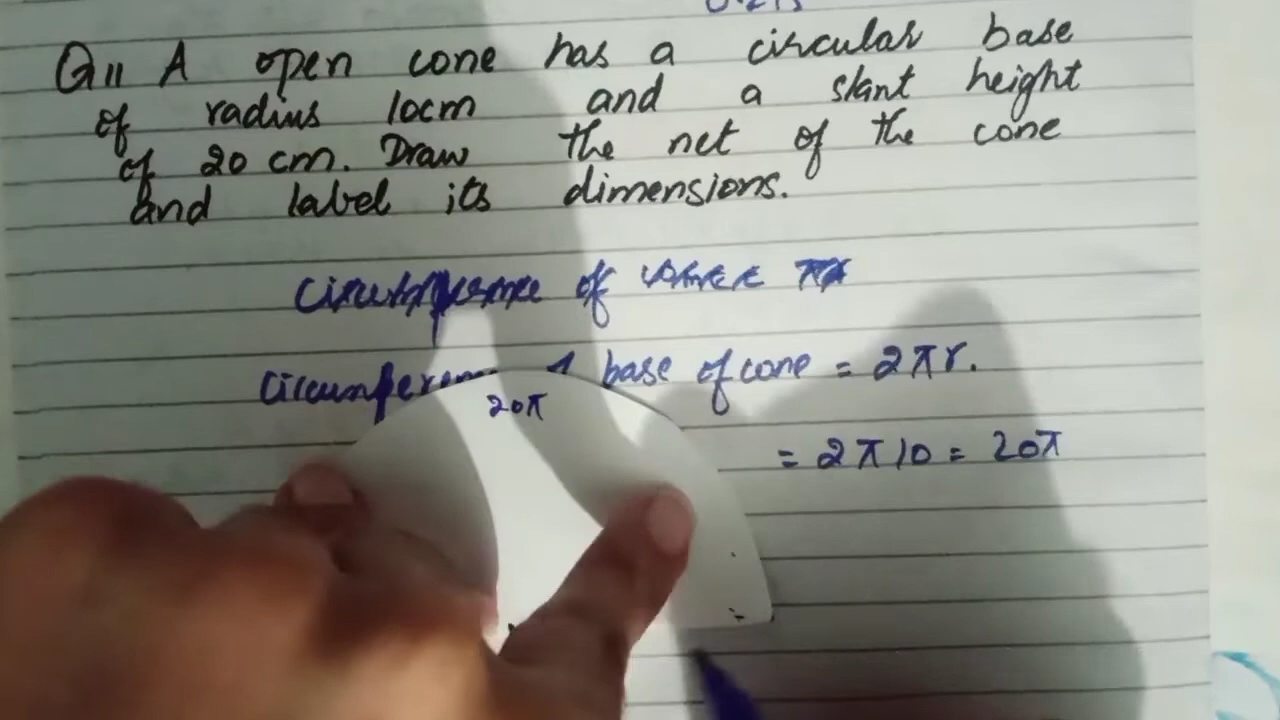 Q11 A open cone has a circular base
of radius 10cm and a slant height
of 20 cm. Draw the net of the cone
and label its dimensions.
of
base of cone = 2πr.
20π
= 2π10 = 20π